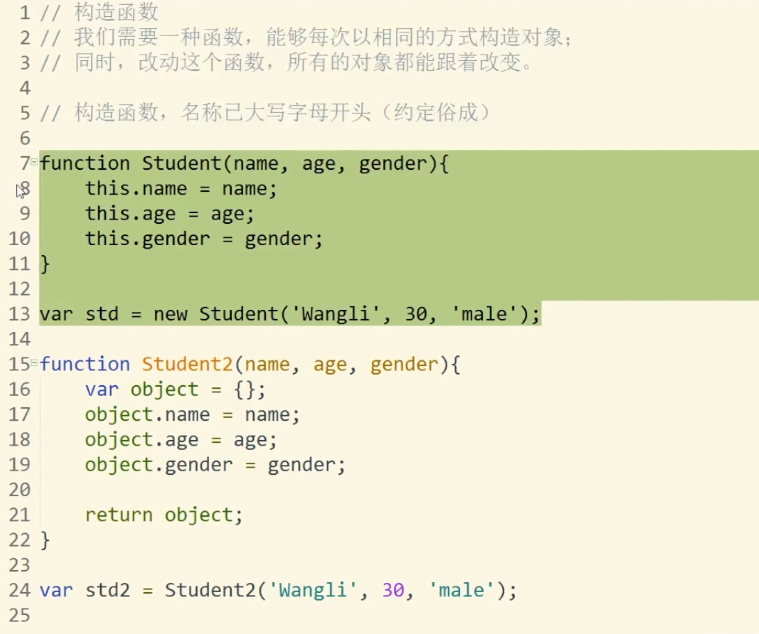 1 // 构造函数
2 // 我们需要一种函数，能够每次以相同的方式构造对象；
3 // 同时，改动这个函数，所有的对象都能跟着改变。
4
5 // 构造函数，名称已大写字母开头（约定俗成）
6
7 function Student(name, age, gender){
8     this.name = name;
9     this.age = age;
10     this.gender = gender;
11 }
12
13 var std = new Student('Wangli', 30, 'male');
14
15 function Student2(name, age, gender){
16     var object = {};
17     object.name = name;
18     object.age = age;
19     object.gender = gender;
20
21     return object;
22 }
23
24 var std2 = Student2('Wangli', 30, 'male');
25